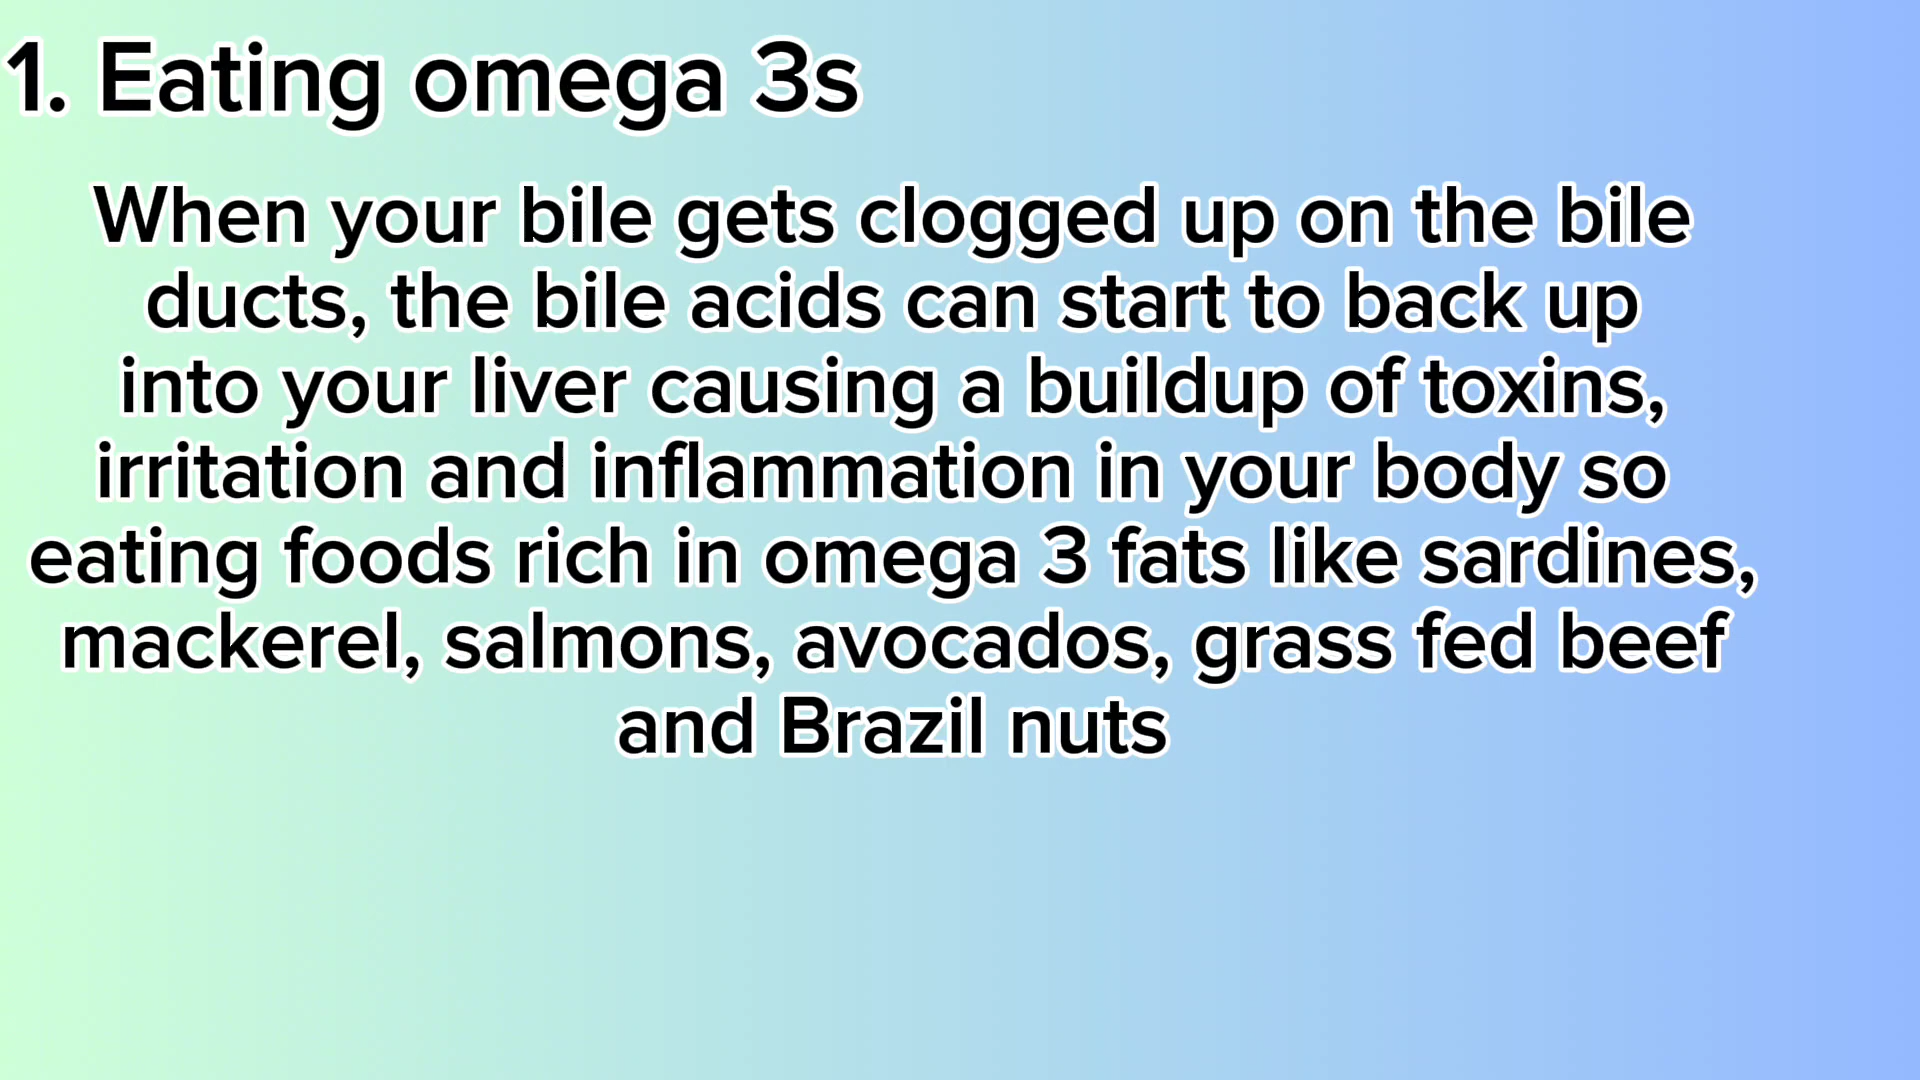 1. Eating omega 3s
When your bile gets clogged up on the bile
ducts, the bile acids can start to back up
into your liver causing a buildup of toxins,
irritation and inflammation in your body so
eating foods rich in omega 3 fats like sardines,
mackerel, salmons, avocados, grass fed beef
and Brazil nuts